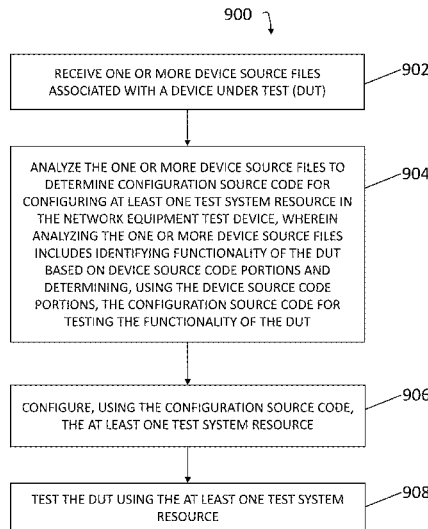 900
RECEIVE ONE OR MORE DEVICE SOURCE FILES
ASSOCIATED WITH A DEVICE UNDER TEST (DUT)
902
ANALYZE THE ONE OR MORE DEVICE SOURCE FILES TO
DETERMINE CONFIGURATION SOURCE CODE FOR
CONFIGURING AT LEAST ONE TEST SYSTEM RESOURCE IN
THE NETWORK EQUIPMENT TEST DEVICE, WHEREIN
ANALYZING THE ONE OR MORE DEVICE SOURCE FILES
INCLUDES IDENTIFYING FUNCTIONALITY OF THE DUT
BASED ON DEVICE SOURCE CODE PORTIONS AND
DETERMINING, USING THE DEVICE SOURCE CODE
PORTIONS, THE CONFIGURATION SOURCE CODE FOR
TESTING THE FUNCTIONALITY OF THE DUT
904
CONFIGURE, USING THE CONFIGURATION SOURCE CODE,
THE AT LEAST ONE TEST SYSTEM RESOURCE
906
TEST THE DUT USING THE AT LEAST ONE TEST SYSTEM
RESOURCE
908